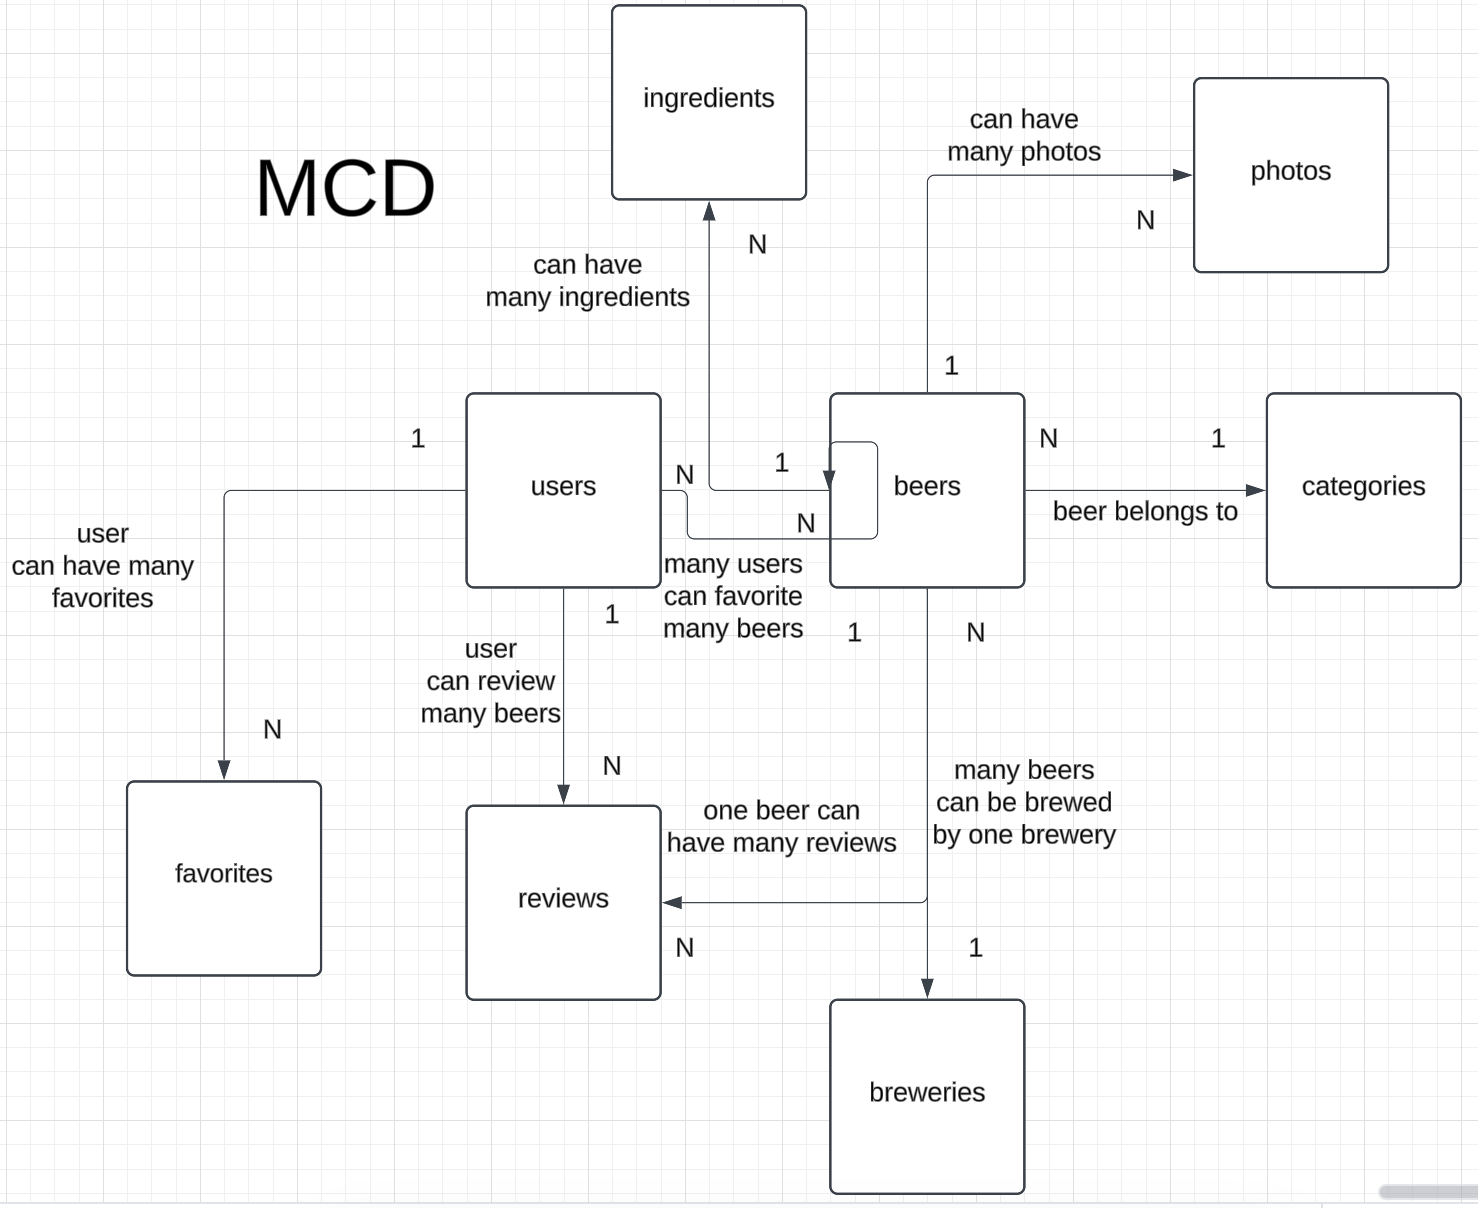 ingredients
can have
many photos
photos
MCD
N
N
can have
many ingredients
1
1
users
N
1
N
beers
N
1
categories
beer belongs to
user
can have many
favorites
many users
can favorite
many beers
1
1
N
user
can review
many beers
N
N
one beer can
have many reviews
many beers
can be brewed
by one brewery
favorites
reviews
N
1
breweries